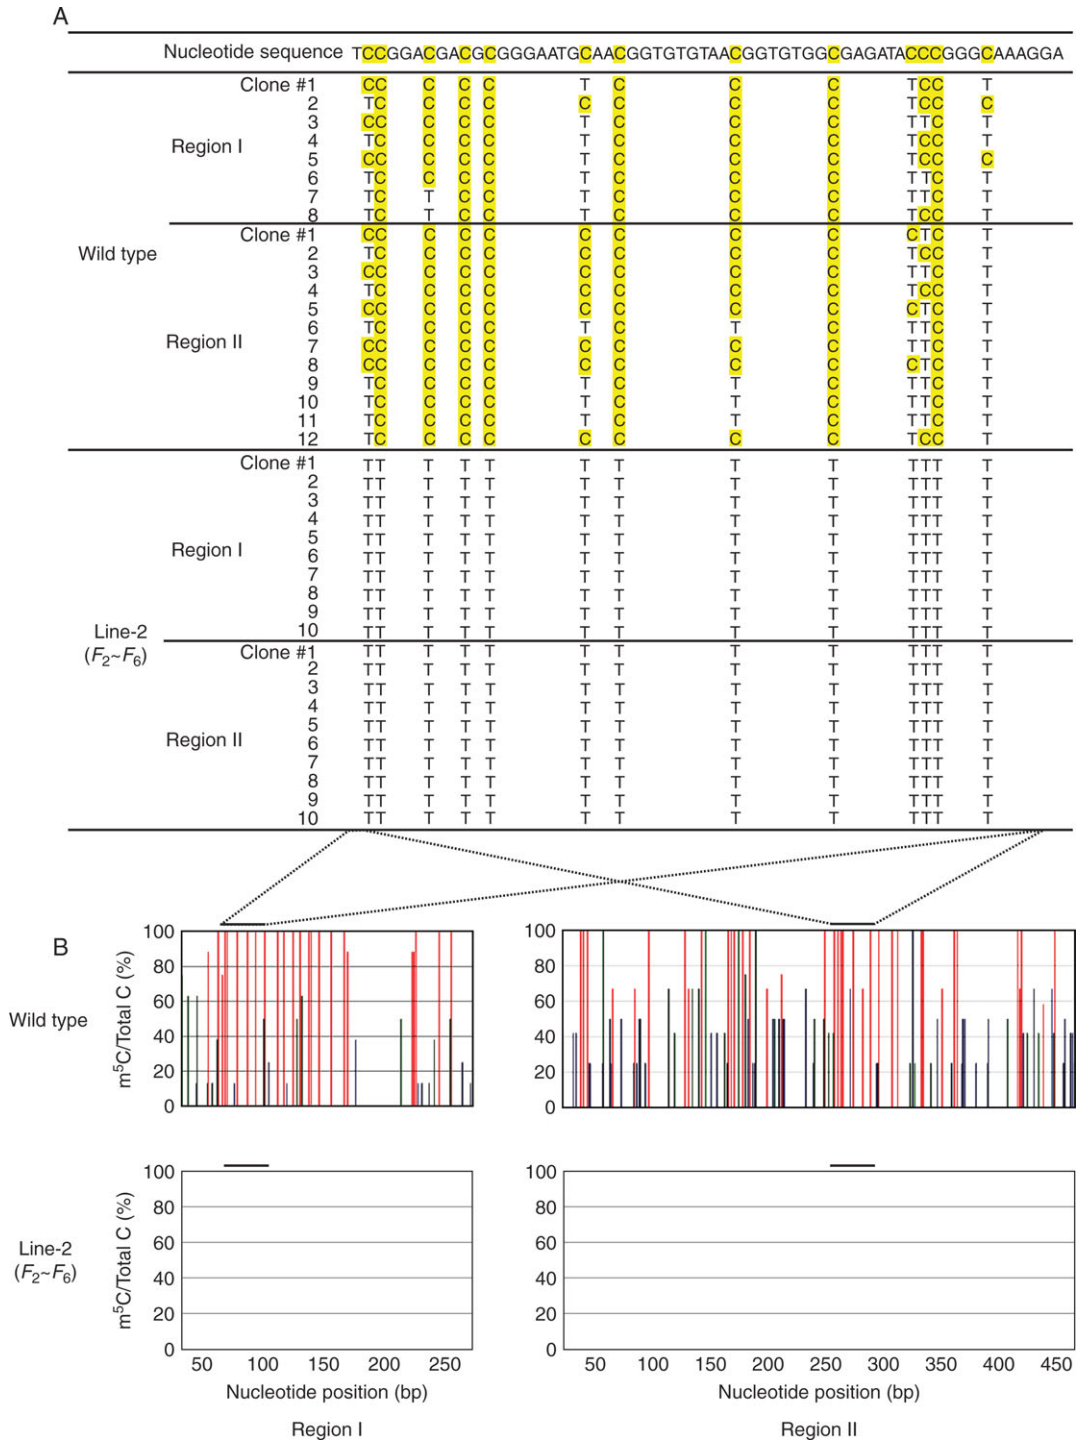 A
Nucleotide sequence TCCGGACGACGCGGGAATGCAACGGTGTGTAACGGTGTGGCGAGATACCCGGGCAAAGGA
Wild type
Region I
Clone #1 CC C C C T C C C TCC T
2 TC C C C C C C C TCC C
3 CC C C C T C C C TTC T
4 TC C C C T C C C TCC T
5 CC C C C T C C C TCC C
6 TC C C C T C C C TTC T
7 TC T C C T C C C TTC T
8 TC T C C T C C C TCC T
Region II
Clone #1 CC C C C C C C C CTC T
2 TC C C C C C C C TCC T
3 CC C C C C C C C TTC T
4 TC C C C C C C C TCC T
5 CC C C C C C C C CTC T
6 TC C C C T C T C TTC T
7 CC C C C C C C C TTC T
8 CC C C C C C C C CTC T
9 TC C C C T C T C TTC T
10 TC C C C T C T C TTC T
11 TC C C C T C T C TTC T
12 TC C C C C C C C TCC T
Line-2
(F2~F6)
Region I
Clone #1 TT T T T T T T T TTT T
2 TT T T T T T T T TTT T
3 TT T T T T T T T TTT T
4 TT T T T T T T T TTT T
5 TT T T T T T T T TTT T
6 TT T T T T T T T TTT T
7 TT T T T T T T T TTT T
8 TT T T T T T T T TTT T
9 TT T T T T T T T TTT T
10 TT T T T T T T T TTT T
Region II
Clone #1 TT T T T T T T T TTT T
2 TT T T T T T T T TTT T
3 TT T T T T T T T TTT T
4 TT T T T T T T T TTT T
5 TT T T T T T T T TTT T
6 TT T T T T T T T TTT T
7 TT T T T T T T T TTT T
8 TT T T T T T T T TTT T
9 TT T T T T T T T TTT T
10 TT T T T T T T T TTT T
B
Wild type
m5C/Total C (%)
100 100
80 80
60 60
40 40
20 20
0 0
Line-2
(F2~F6)
m5C/Total C (%)
100 100
80 80
60 60
40 40
20 20
0 0
50 100 150 200 250 50 100 150 200 250 300 350 400 450
Nucleotide position (bp) Nucleotide position (bp)
Region I Region II